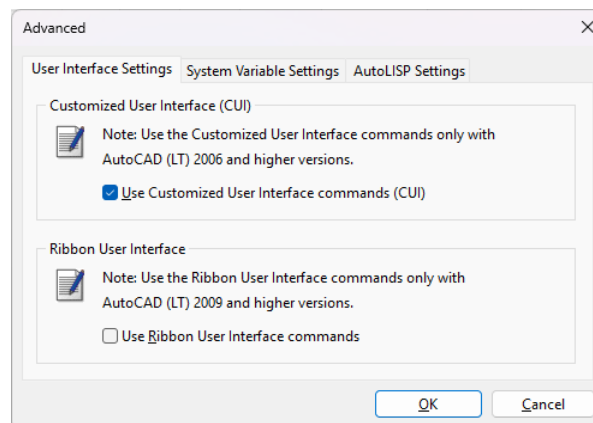 Advanced
User Interface Settings System Variable Settings AutoLISP Settings
Customized User Interface (CUI)
Note: Use the Customized User Interface commands only with
AutoCAD (LT) 2006 and higher versions.
Use Customized User Interface commands (CUI)
Ribbon User Interface
Note: Use the Ribbon User Interface commands only with
AutoCAD (LT) 2009 and higher versions.
Use Ribbon User Interface commands
OK Cancel